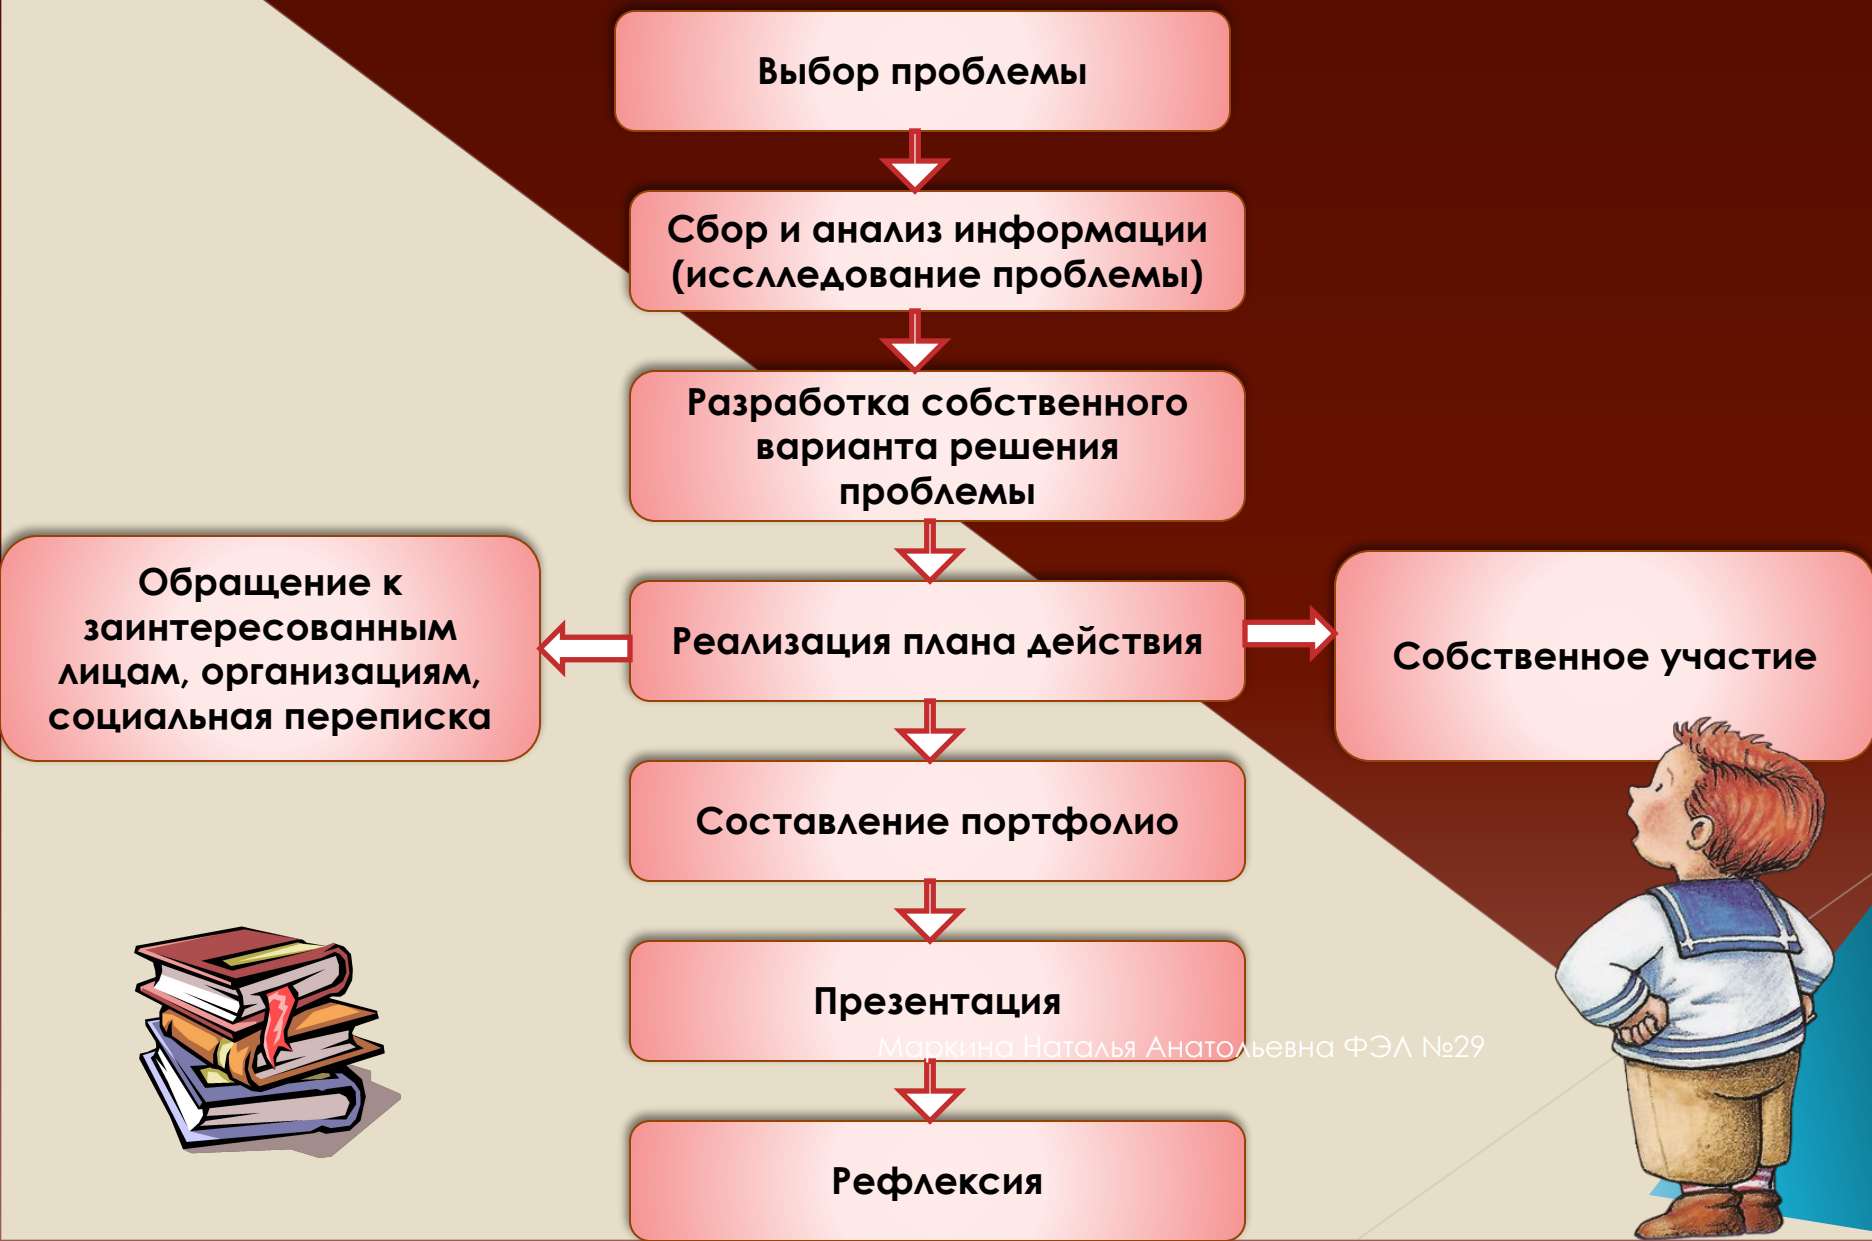 Выбор проблемы
Сбор и анализ информации
(исслледование проблемы)
Разработка собственного
варианта решения
проблемы
Обращение к
заинтересованным
лицам, организациям,
социальная переписка
Реализация плана действия
Собственное участие
Составление портфолио
Презентация
Маркина Наталья Анатольевна ФЭЛ №29
Рефлексия